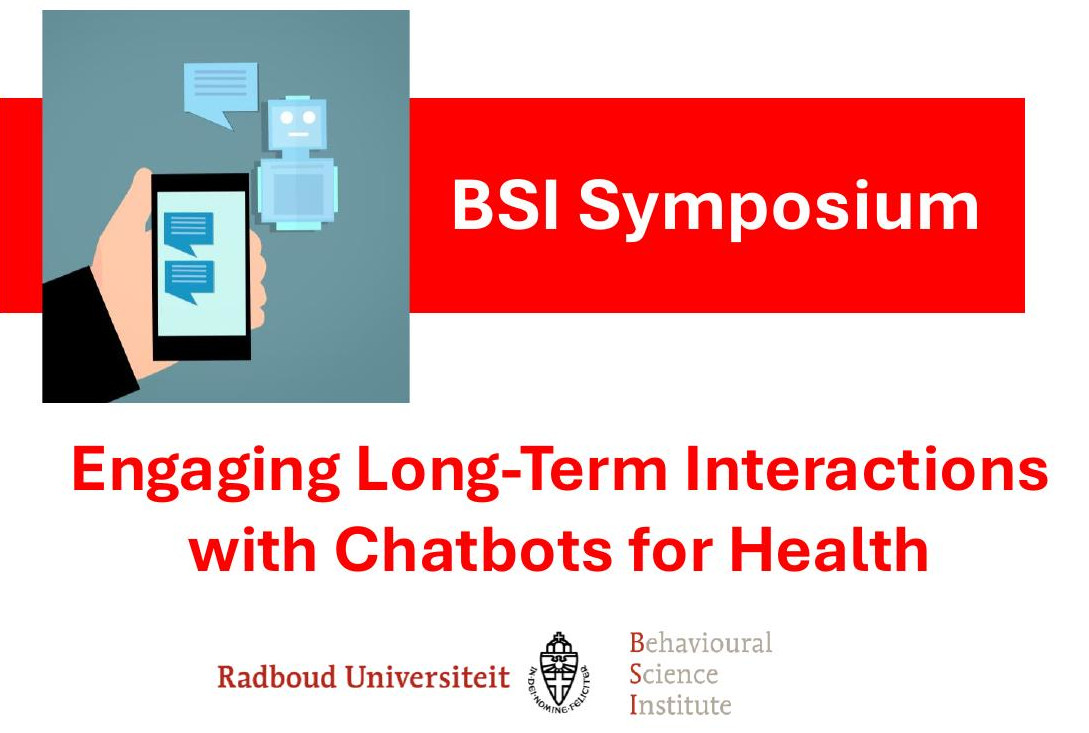 BSI Symposium
Engaging Long-Term Interactions
with Chatbots for Health
Radboud Universiteit
IN·DEI·NOMINE·FELICITER
Behavioural
Science
Institute